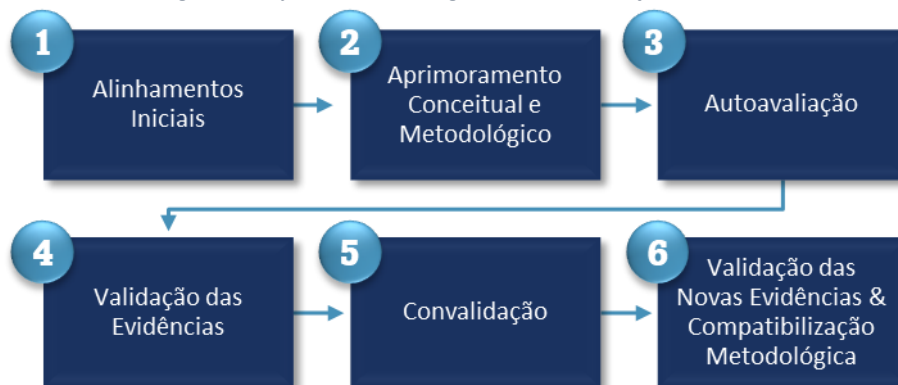 1
Alinhamentos
Iniciais
2
Aprimoramento
Conceitual e
Metodológico
3
Autoavaliação
4
Validação das
Evidências
5
Convalidação
6
Validação das
Novas Evidências &
Compatibilização
Metodológica